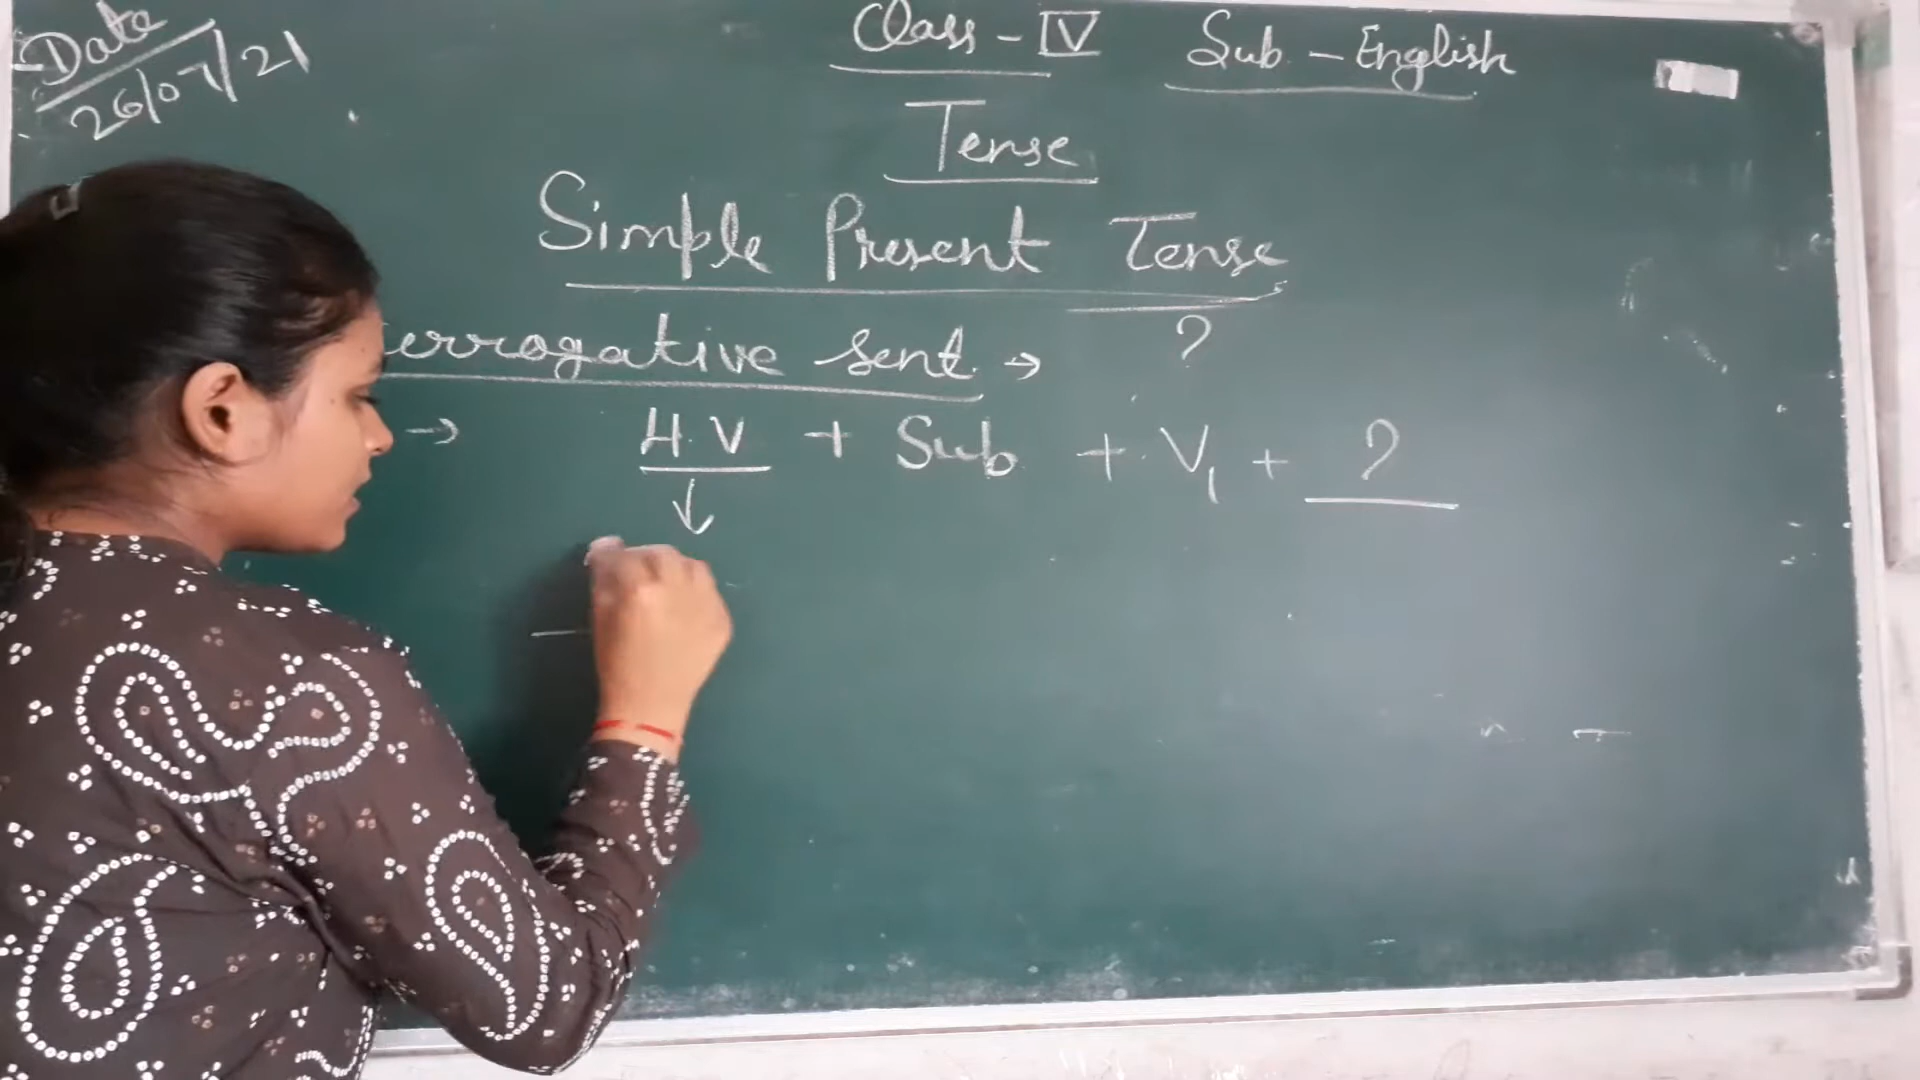 Date
26/07/21
Class - IV Sub - English
Tense
Simple Present Tense
errogative sent. → ?
→ H.V + Sub + V1 + ?
↓